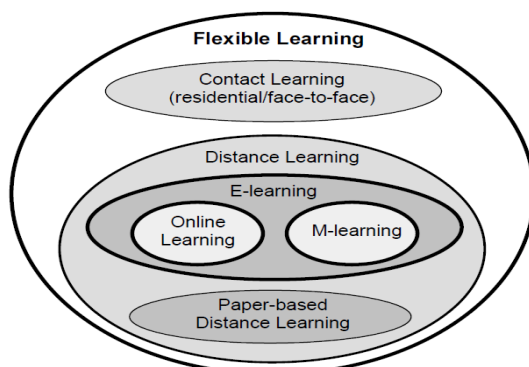 Flexible Learning
Contact Learning
(residential/face-to-face)
Distance Learning
E-learning
Online
Learning
M-learning
Paper-based
Distance Learning